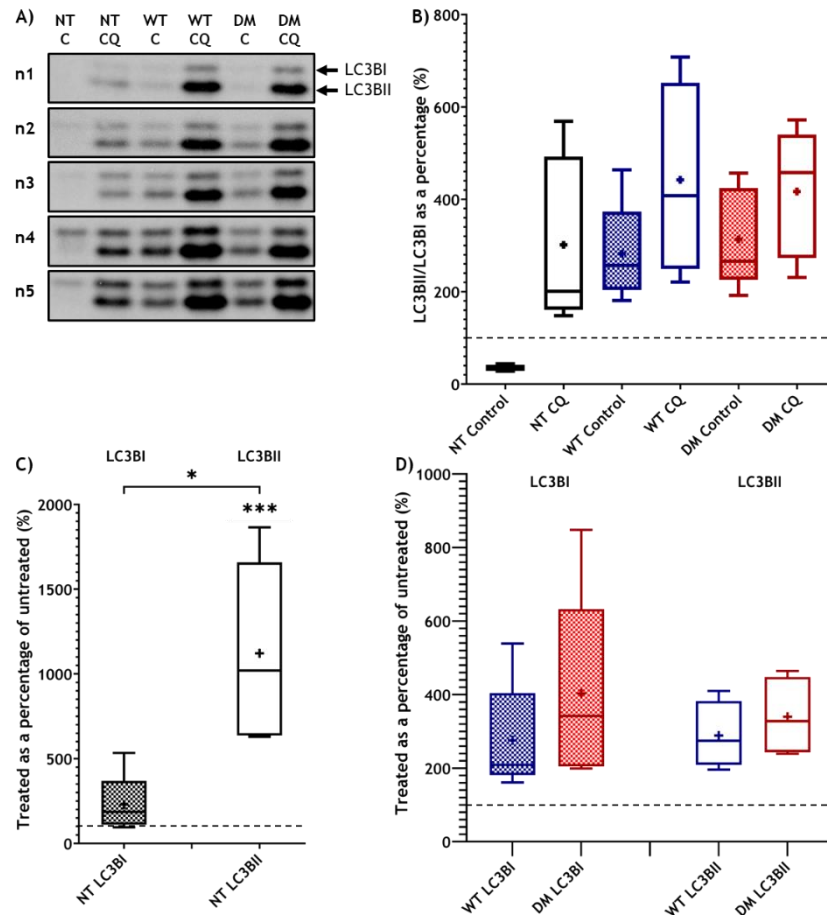 A)
NT NT WT WT DM DM
C CQ C CQ C CQ
n1
LC3BI
LC3BII
n2
n3
n4
n5
B)
LC3BII/LC3BI as a percentage (%)
800
600
400
200
0
NT Control
NT CQ
WT Control
WT CQ
DM Control
DM CQ
C)
LC3BI LC3BII
*
***
Treated as a percentage of untreated (%)
2000
1500
1000
500
0
NT LC3BI
NT LC3BII
D)
LC3BI LC3BII
Treated as a percentage of untreated (%)
1000
800
600
400
200
0
WT LC3BI
DM LC3BI
WT LC3BII
DM LC3BII